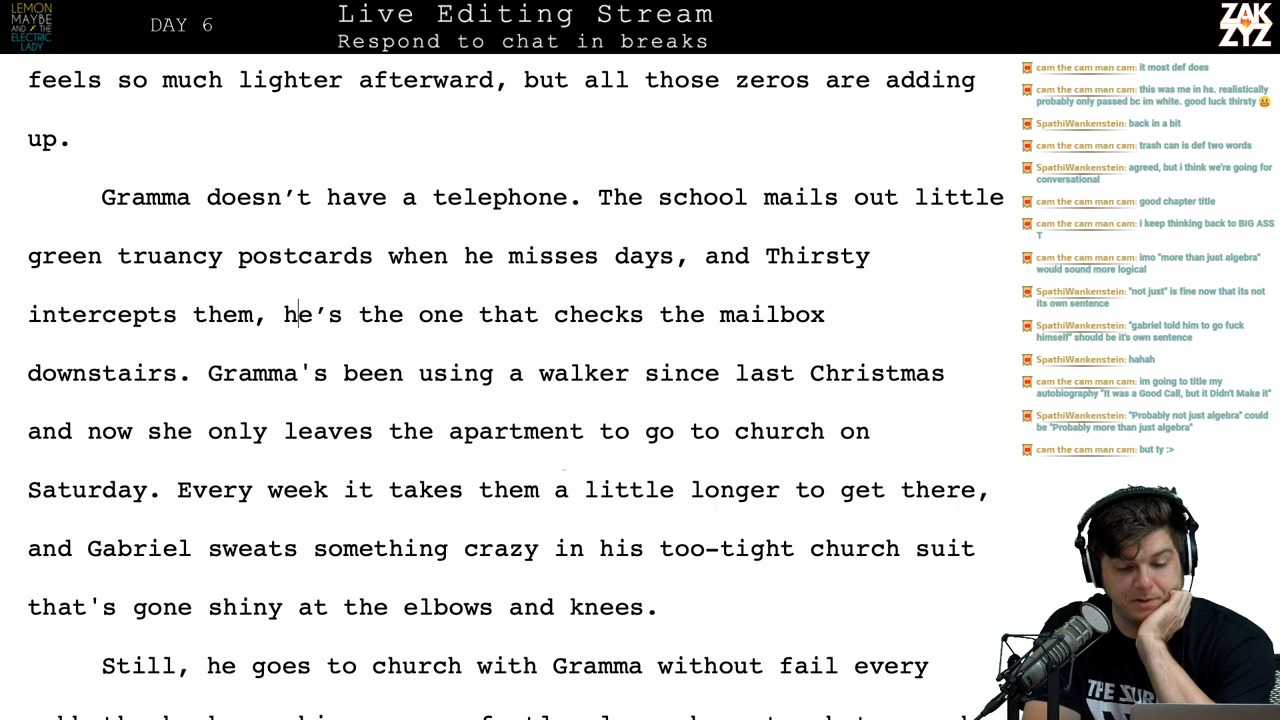 LEMON
MAYBE
AND THE
ELECTRIC
LADY
DAY 6
Live Editing Stream
Respond to chat in breaks
ZAK
ZYZ
feels so much lighter afterward, but all those zeros are adding
up.
Gramma doesn’t have a telephone. The school mails out little
green truancy postcards when he misses days, and Thirsty
intercepts them, he’s the one that checks the mailbox
downstairs. Gramma's been using a walker since last Christmas
and now she only leaves the apartment to go to church on
Saturday. Every week it takes them a little longer to get there,
and Gabriel sweats something crazy in his too-tight church suit
that's gone shiny at the elbows and knees.
Still, he goes to church with Gramma without fail every
cam the cam man cam: it most def does
cam the cam man cam: this was me in hs. realistically
probably only passed bc im white. good luck thirsty 😬
SpathiWankenstein: back in a bit
cam the cam man cam: trash can is def two words
SpathiWankenstein: agreed, but i think we're going for
conversational
cam the cam man cam: good chapter title
cam the cam man cam: i keep thinking back to BIG ASS
T
cam the cam man cam: imo "more than just algebra"
would sound more logical
SpathiWankenstein: "not just" is fine now that its not
its own sentence
SpathiWankenstein: "gabriel told him to go fuck
himself" should be it's own sentence
SpathiWankenstein: hahah
cam the cam man cam: im going to title my
autobiography "It was a Good Call, but it Didn't Make it"
SpathiWankenstein: "Probably not just algebra" could
be "Probably more than just algebra"
cam the cam man cam: but ty :>
THE SUR